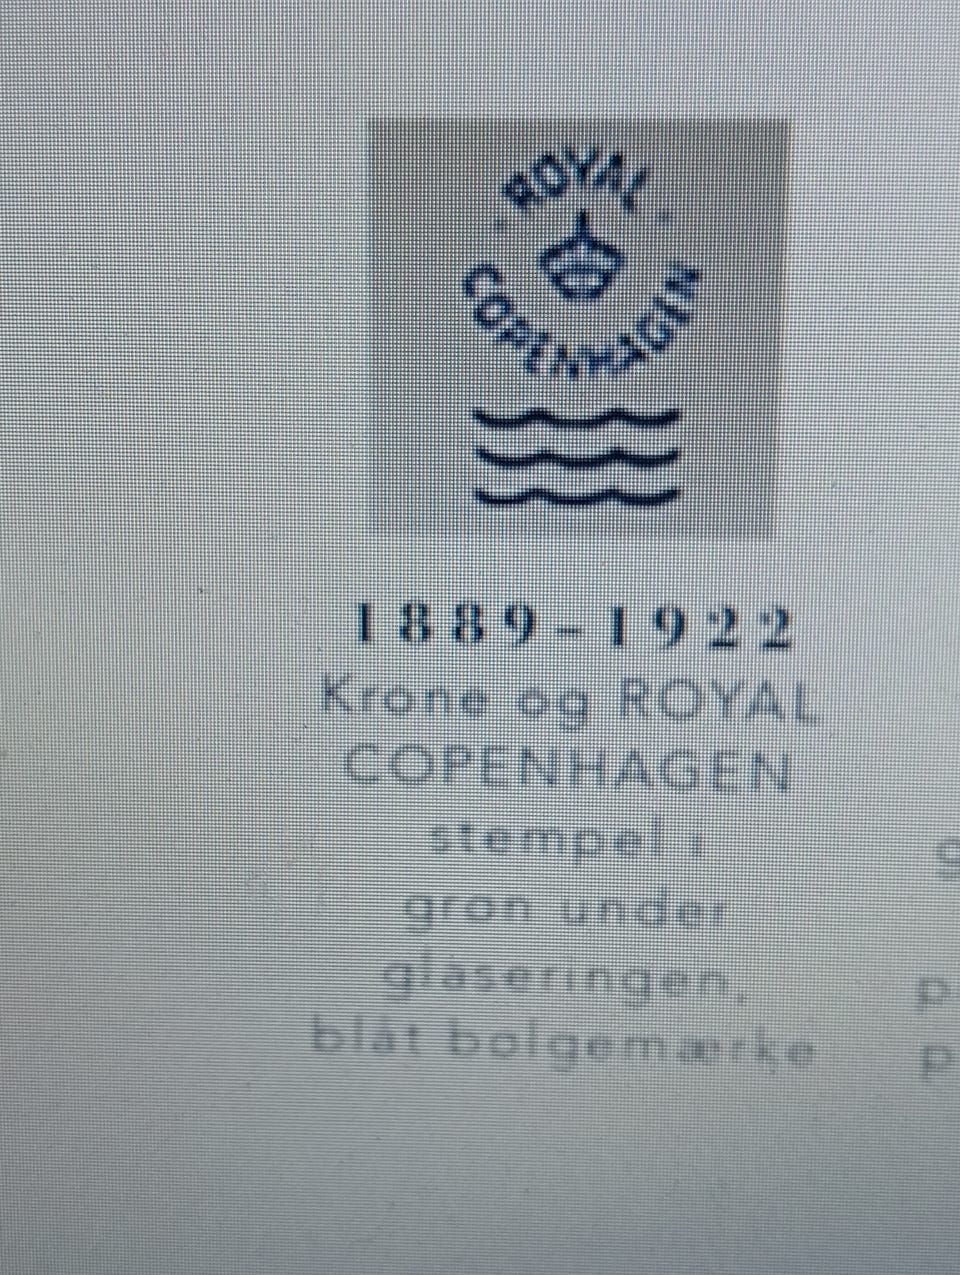 ROYAL
COPENHAGEN
1889-1922
Krone og ROYAL
COPENHAGEN
stempel i
grøn under
glaseringen,
blåt bølgemærke
g
p
p